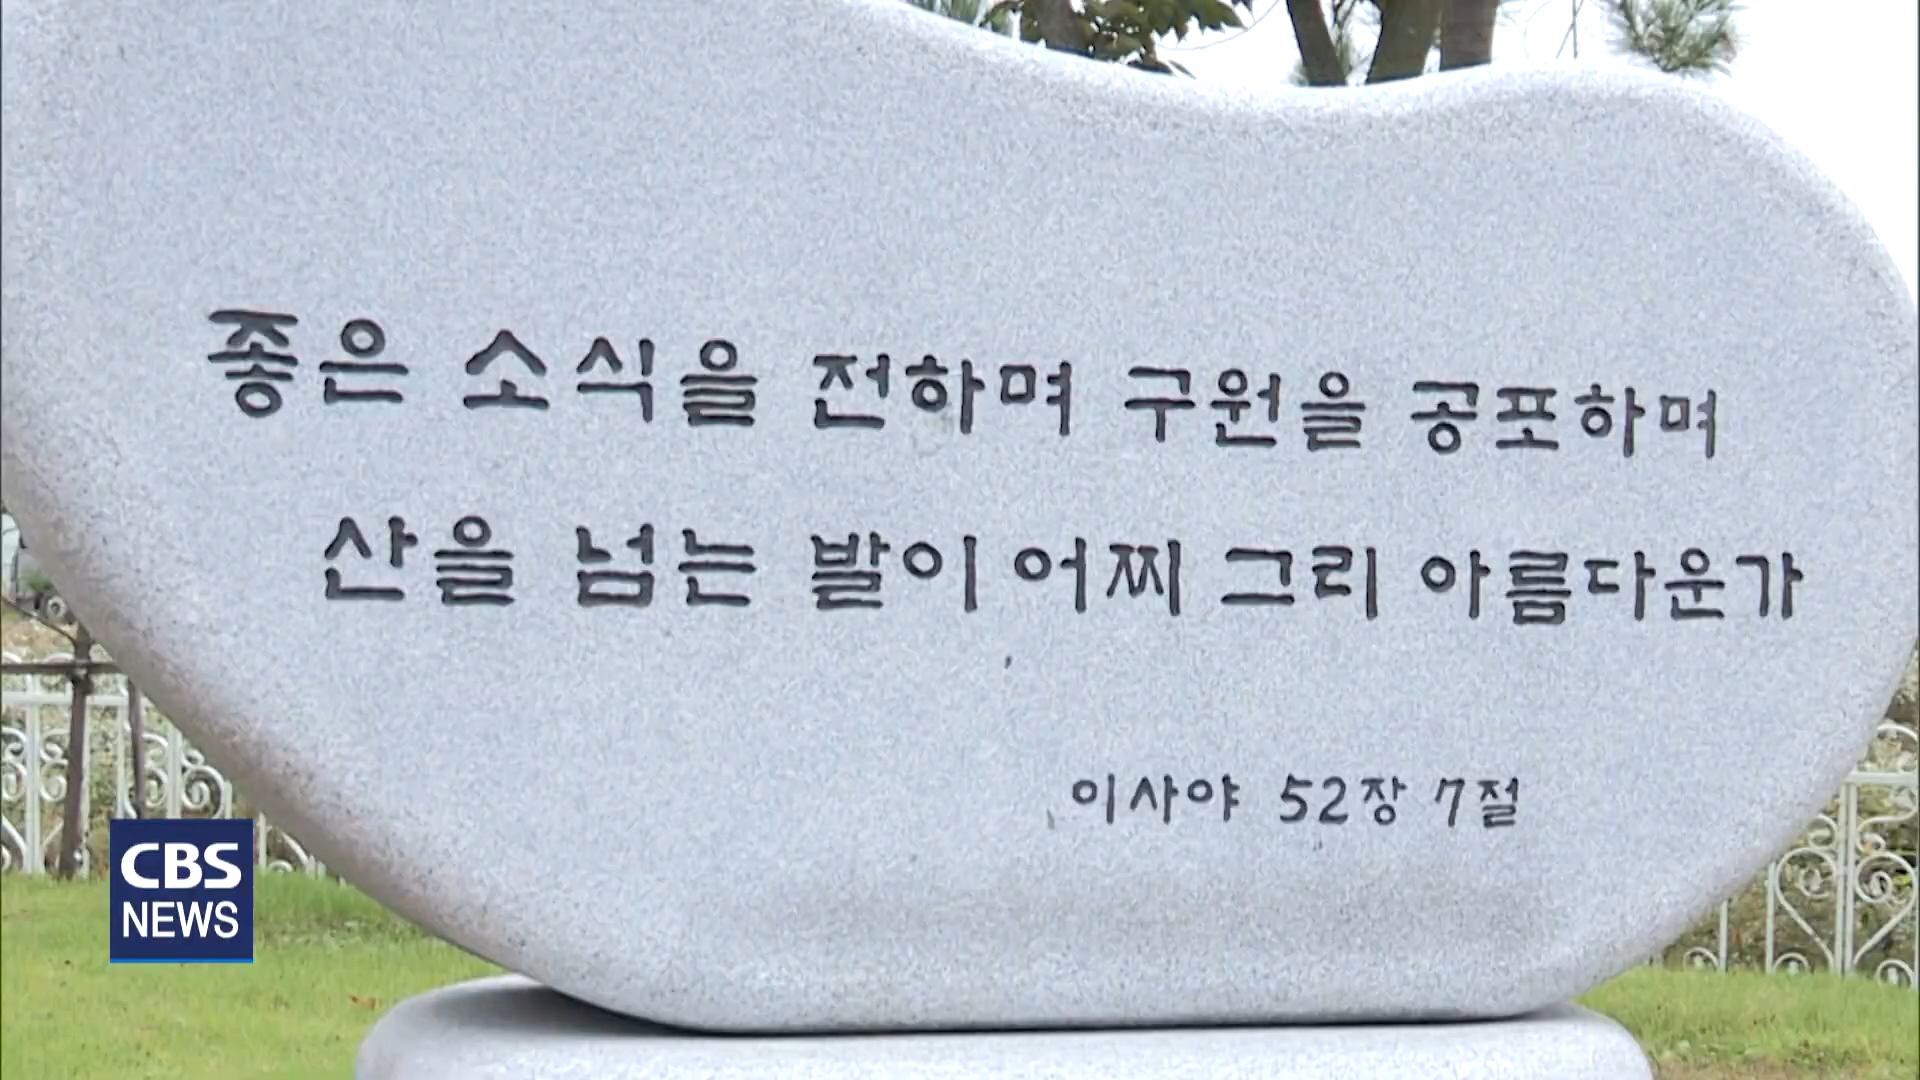 좋은 소식을 전하며 구원을 공포하며
산을 넘는 발이 어찌 그리 아름다운가
이사야 52장 7절
CBS
NEWS